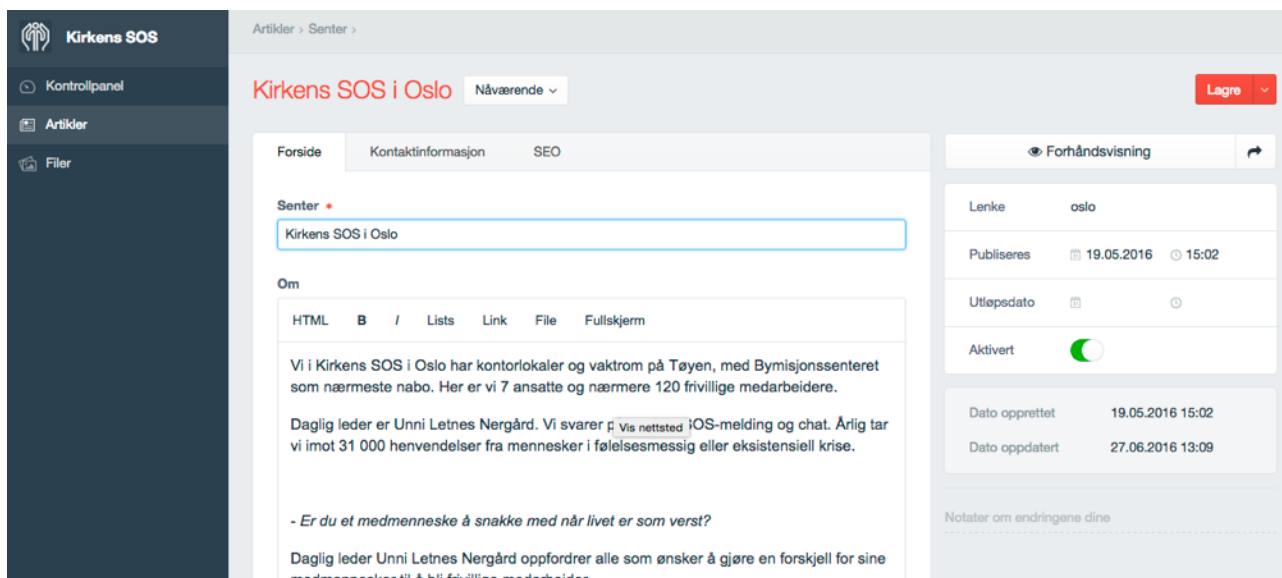 Kirkens SOS
Kontrollpanel
Artikler
Filer
Artikler › Senter ›
Kirkens SOS i Oslo
Nåværende
Lagre
Forside
Kontaktinformasjon
SEO
Senter *
Kirkens SOS i Oslo
Om
HTML B I Lists Link File Fullskjerm
Vi i Kirkens SOS i Oslo har kontorlokaler og vaktrom på Tøyen, med Bymisjonssenteret
som nærmeste nabo. Her er vi 7 ansatte og nærmere 120 frivillige medarbeidere.
Daglig leder er Unni Letnes Nergård. Vi svarer SOS-melding og chat. Årlig tar
Vis nettsted
vi imot 31 000 henvendelser fra mennesker i følelsesmessig eller eksistensiell krise.
- Er du et medmenneske å snakke med når livet er som verst?
Daglig leder Unni Letnes Nergård oppfordrer alle som ønsker å gjøre en forskjell for sine
medmennesker til å bli frivillige medarbeider
Forhåndsvisning
Lenke oslo
Publiseres 19.05.2016 15:02
Utløpsdato
Aktivert
Dato opprettet 19.05.2016 15:02
Dato oppdatert 27.06.2016 13:09
Notater om endringene dine